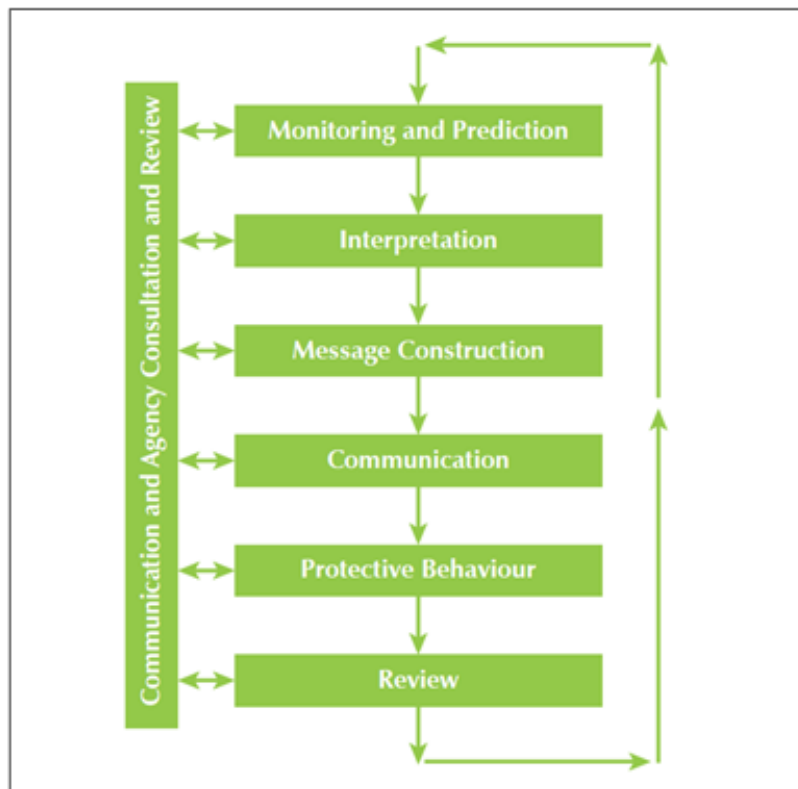 Communication and Agency Consultation and Review
Monitoring and Prediction
Interpretation
Message Construction
Communication
Protective Behaviour
Review